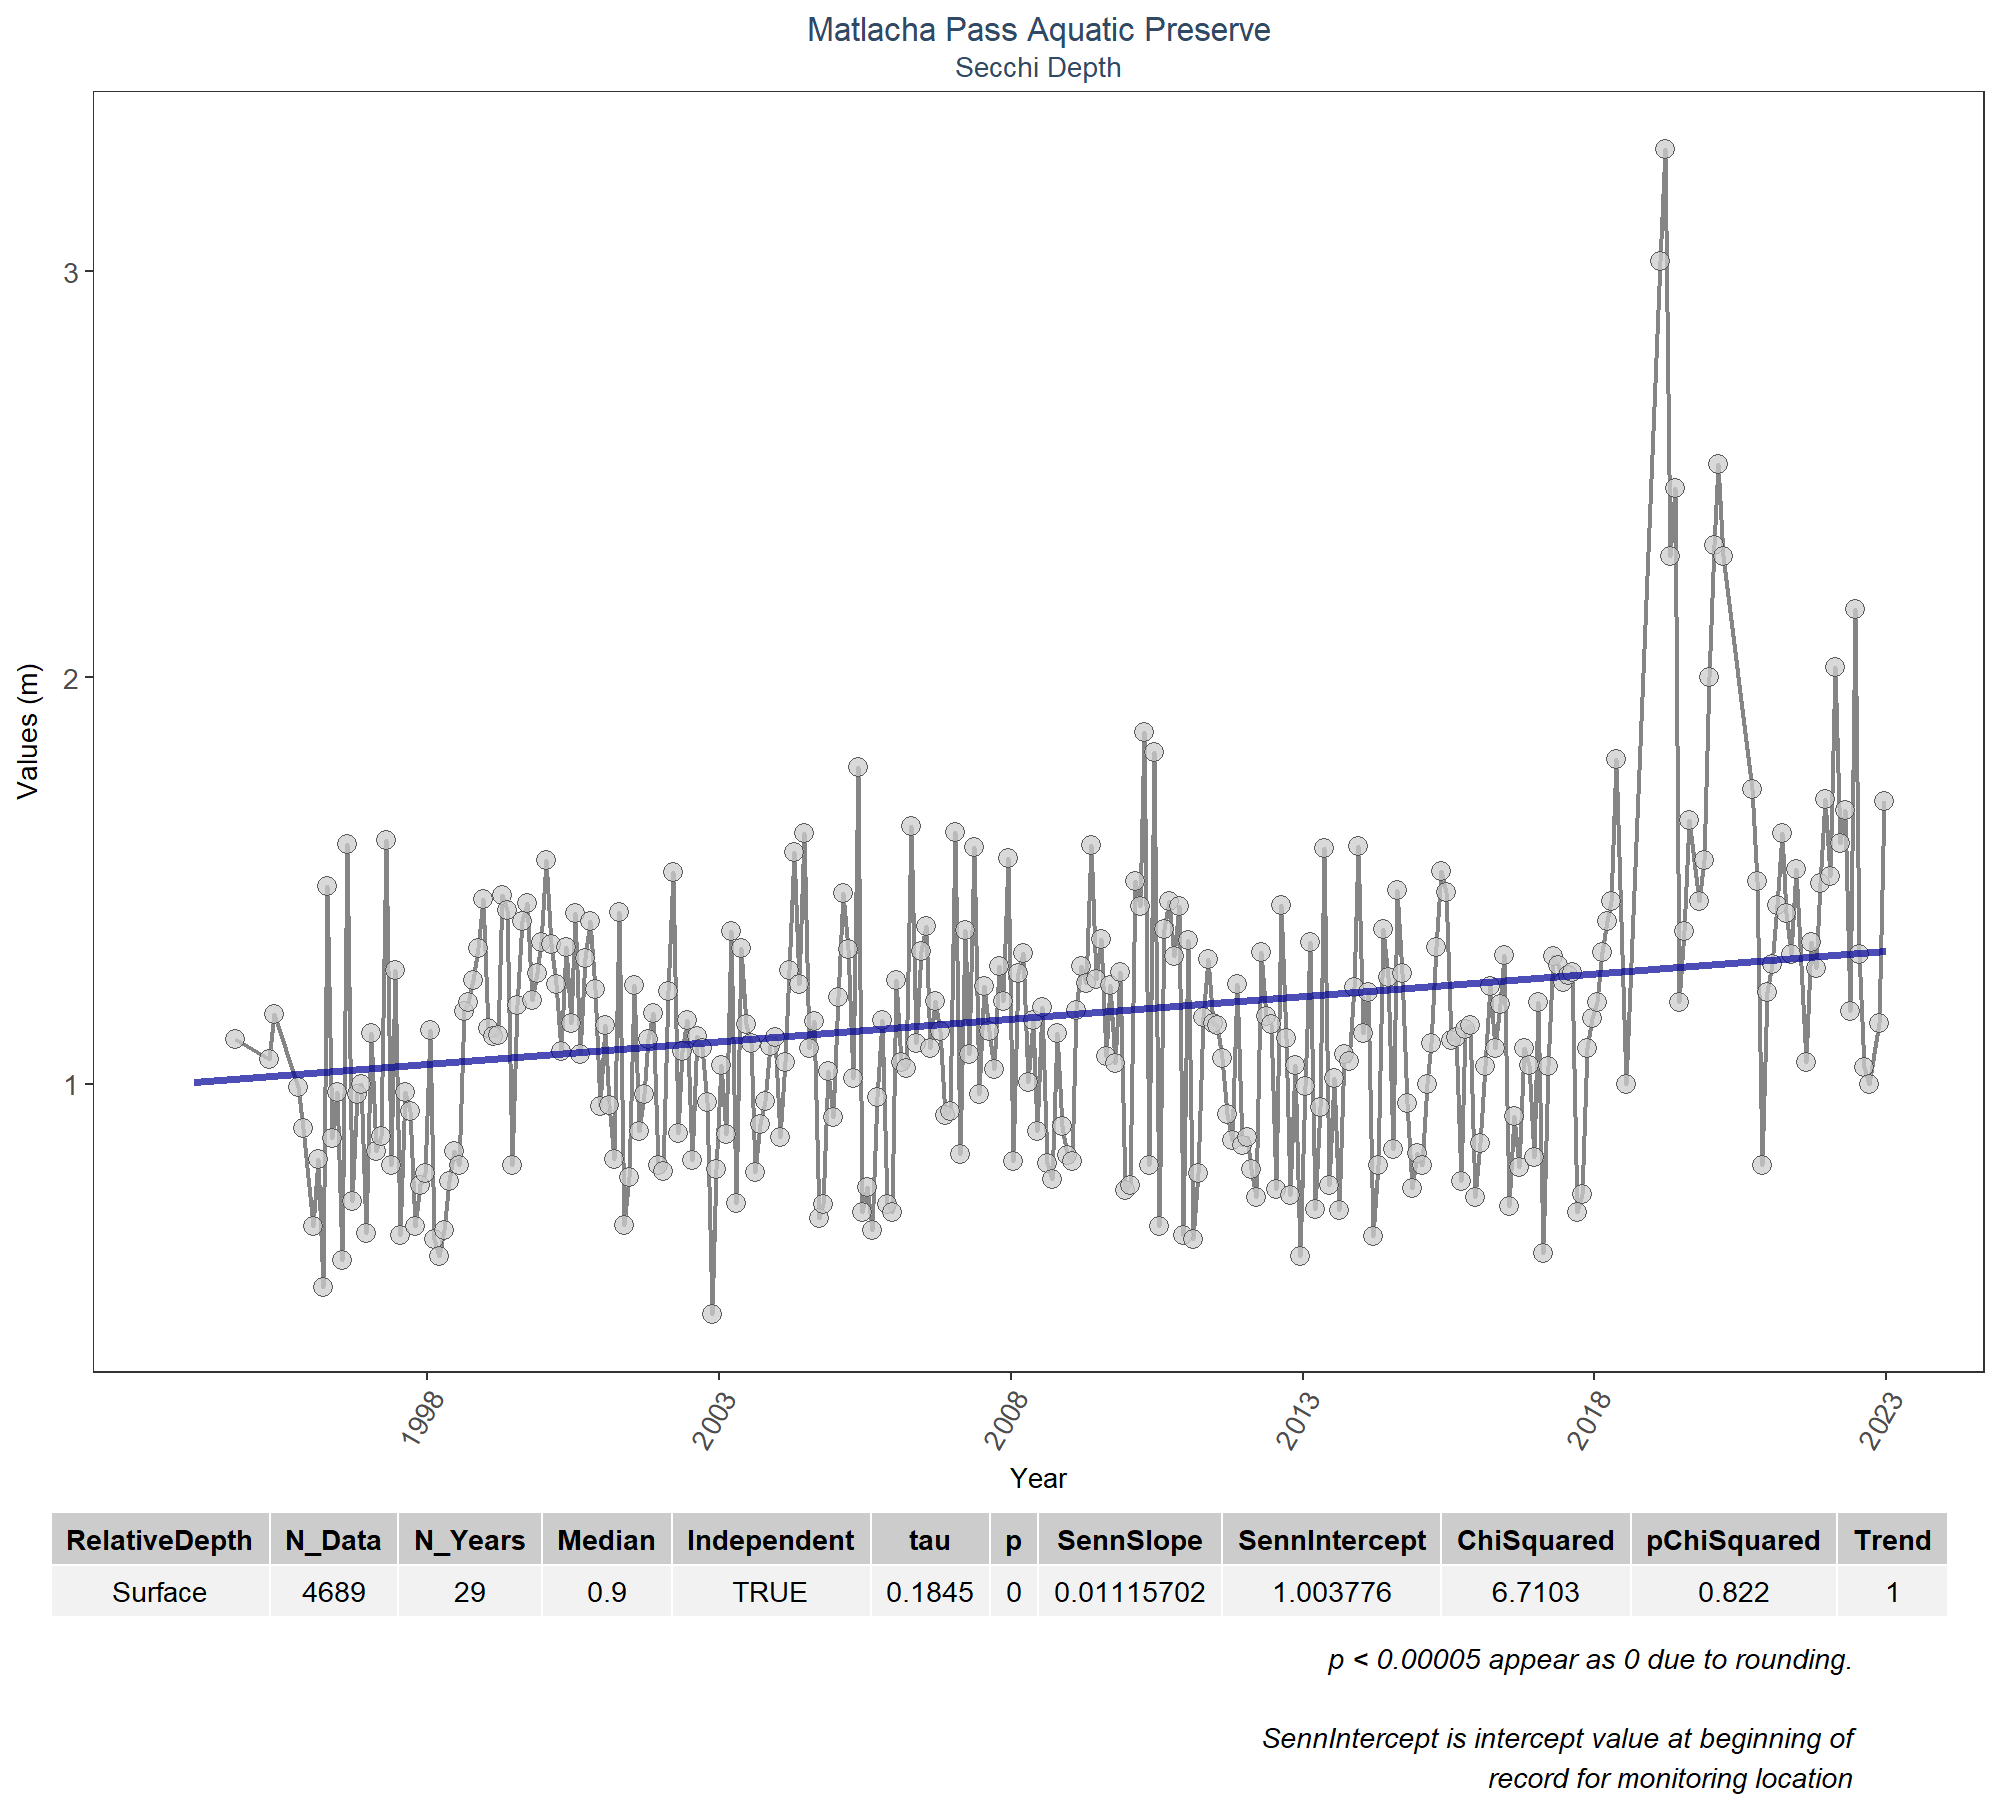 Matlacha Pass Aquatic Preserve
Secchi Depth
Values (m)
3
2
1
1998 2003 2008 2013 2018 2023
Year
RelativeDepth N_Data N_Years Median Independent tau p SennSlope SennIntercept ChiSquared pChiSquared Trend
Surface 4689 29 0.9 TRUE 0.1845 0 0.01115702 1.003776 6.7103 0.822 1
p < 0.00005 appear as 0 due to rounding.
SennIntercept is intercept value at beginning of
record for monitoring location